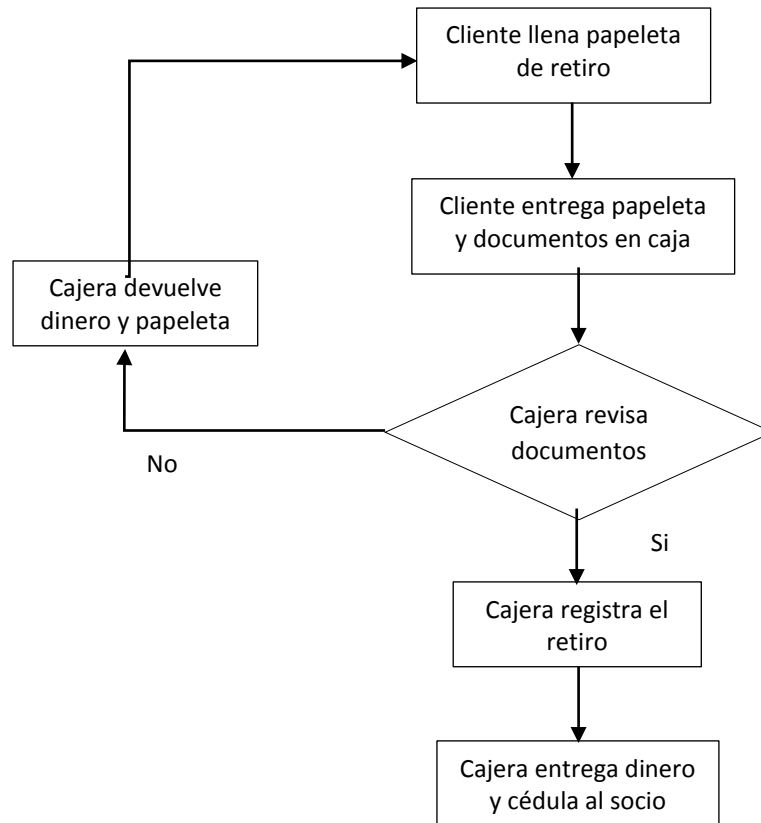 Cliente llena papeleta
de retiro
Cliente entrega papeleta
y documentos en caja
Cajera devuelve
dinero y papeleta
Cajera revisa
documentos
No
Si
Cajera registra el
retiro
Cajera entrega dinero
y cédula al socio